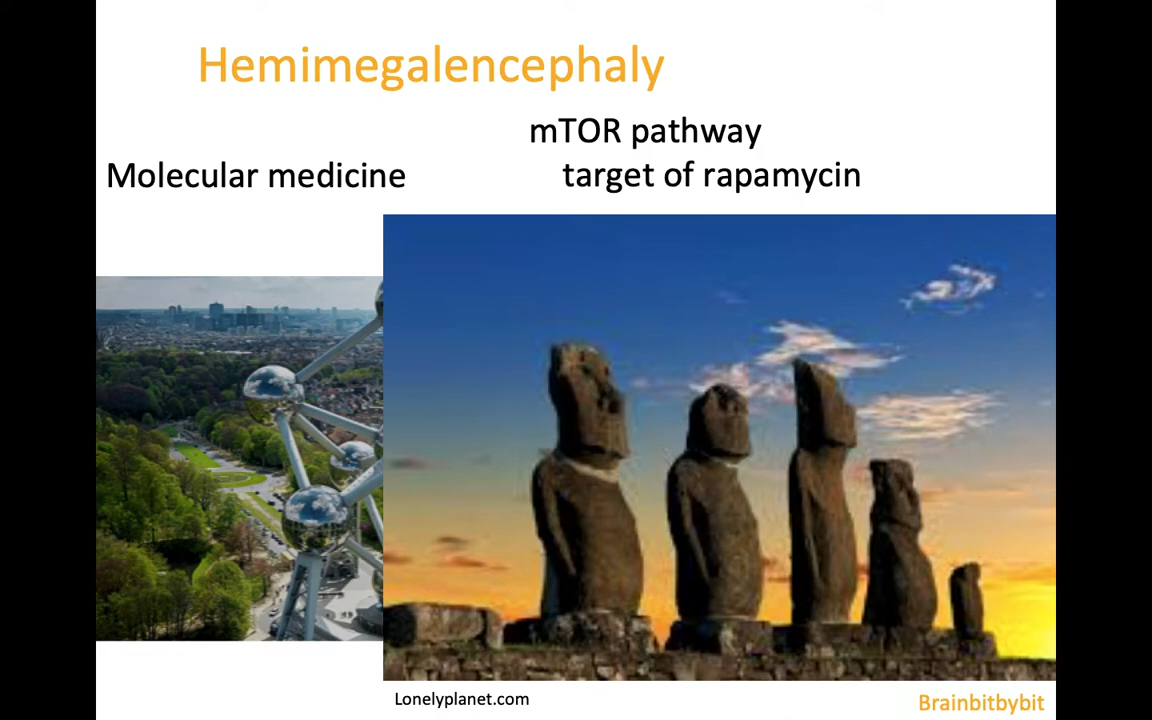 Hemimegalencephaly
mTOR pathway
Molecular medicine
target of rapamycin
Lonelyplanet.com
Brainbitbybit